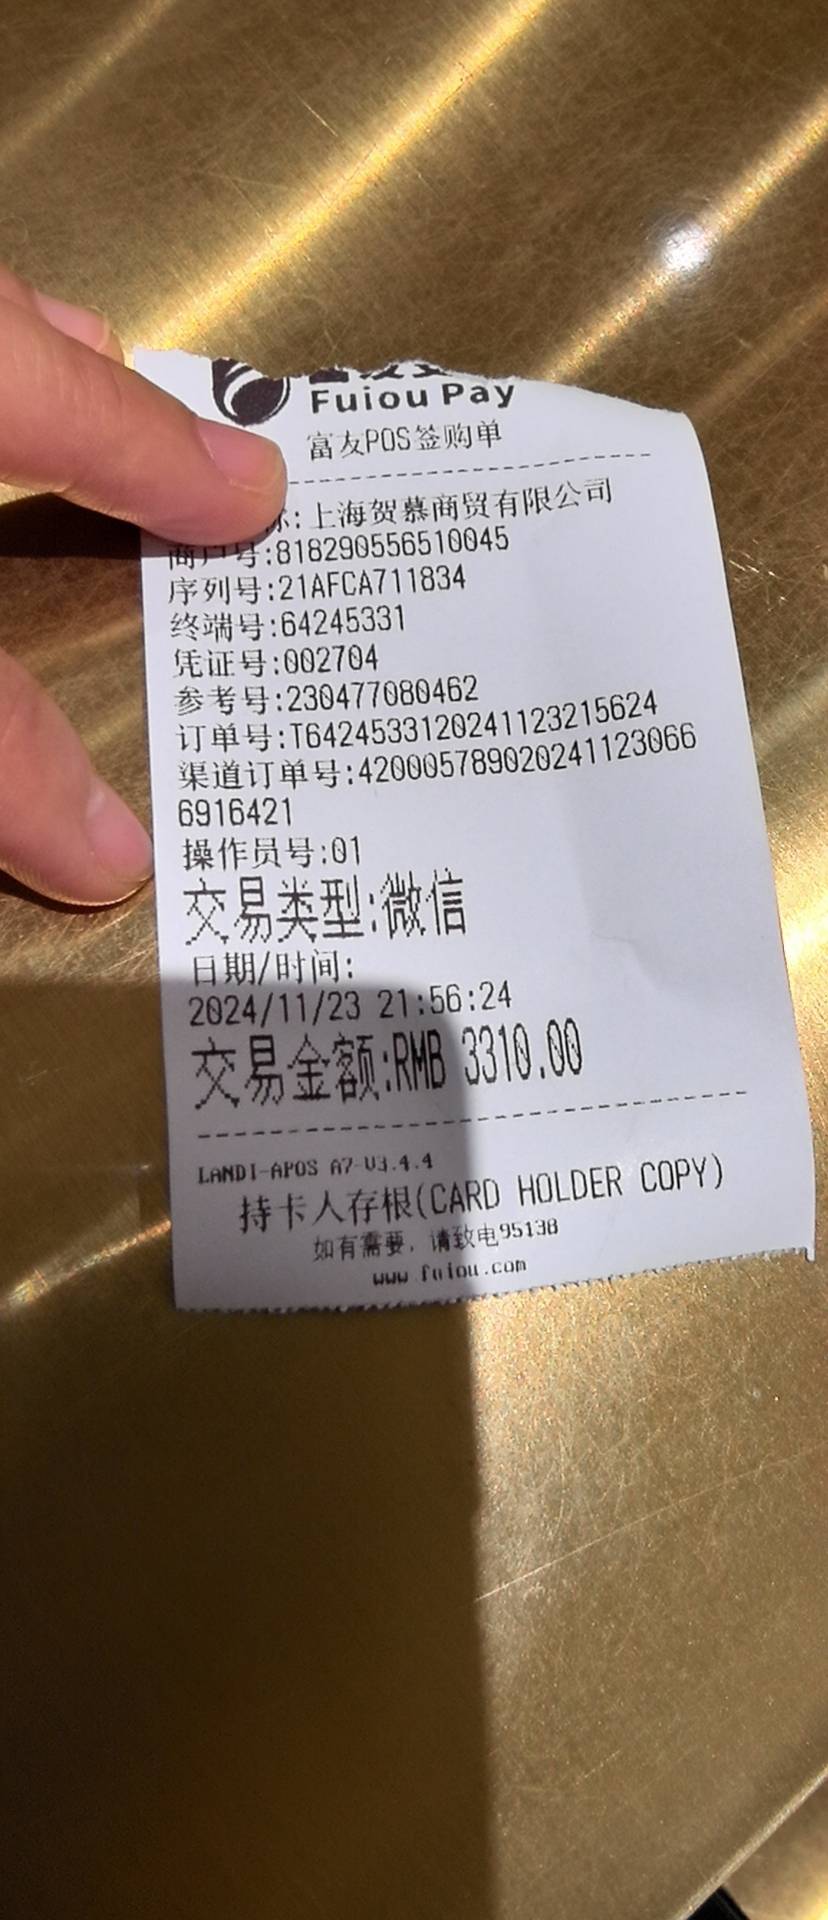 Fuiou Pay
富友POS签购单
称:上海贺慕商贸有限公司
商户号:818290556510045
序列号:21AFCA711834
终端号:64245331
凭证号:002704
参考号:230477080462
订单号:T6424533120241123215624
渠道订单号:420005789020241123066
6916421
操作员号:01
交易类型:微信
日期/时间:
2024/11/23 21:56:24
交易金额:RMB 3310.00
LANDI-APOS A7-V3.4.4
持卡人存根(CARD HOLDER COPY)
如有需要，请致电95138
www.fuiou.com